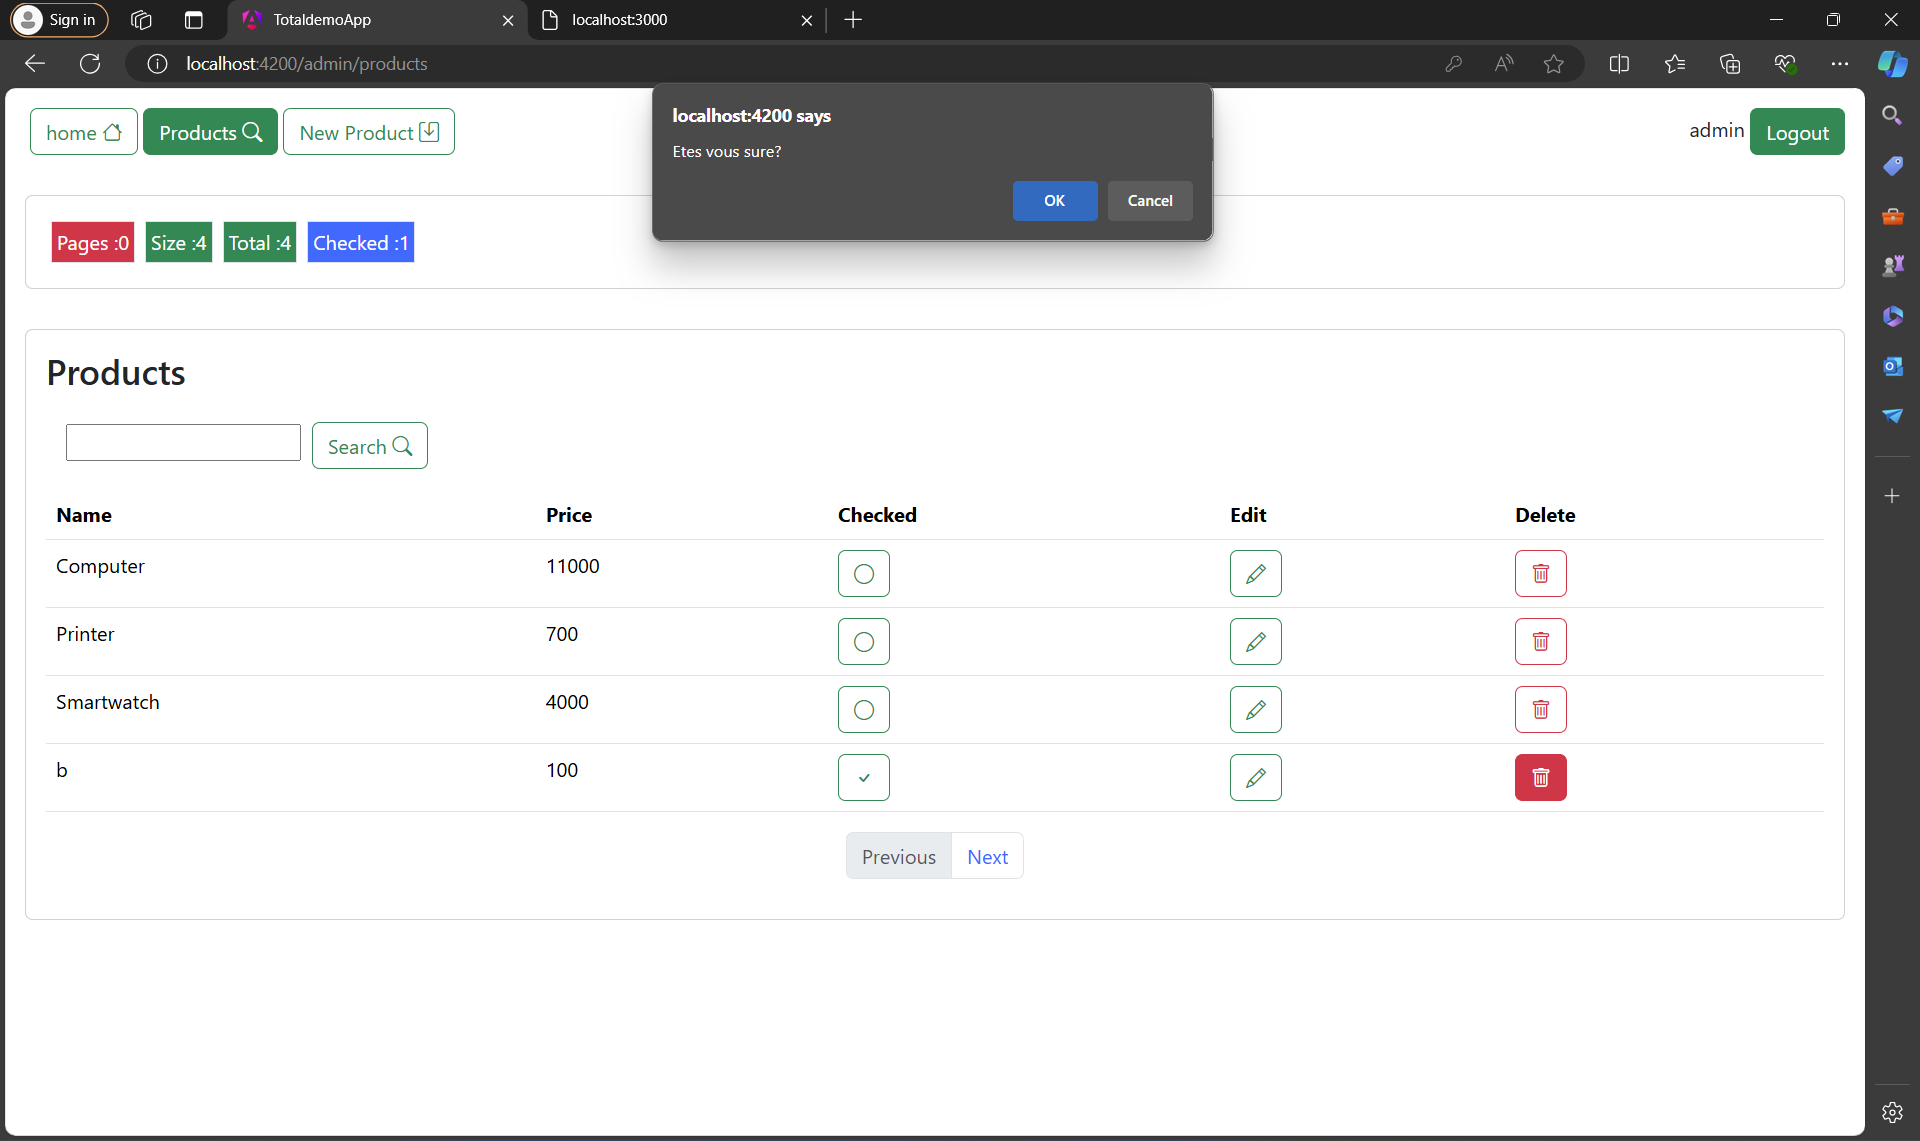 Sign in
TotaldemoApp
localhost:3000
localhost:4200/admin/products
localhost:4200 says
Etes vous sure?
OK
Cancel
home
Products
New Product
admin
Logout
Pages :0
Size :4
Total :4
Checked :1
Products
Search
Name Price Checked Edit Delete
Computer 11000
Printer 700
Smartwatch 4000
b 100
Previous
Next